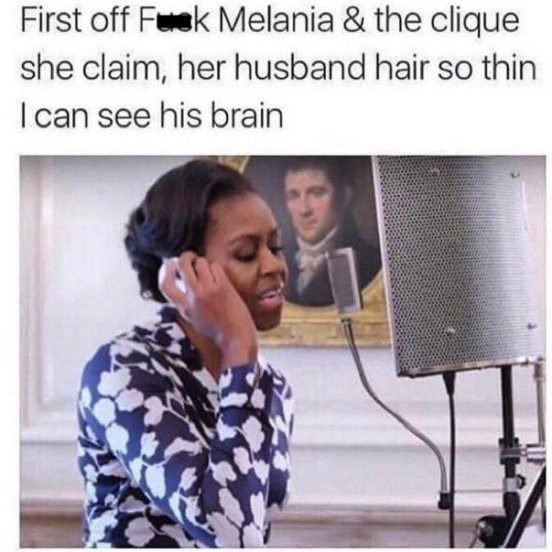 First off F**k Melania & the clique
she claim, her husband hair so thin
I can see his brain